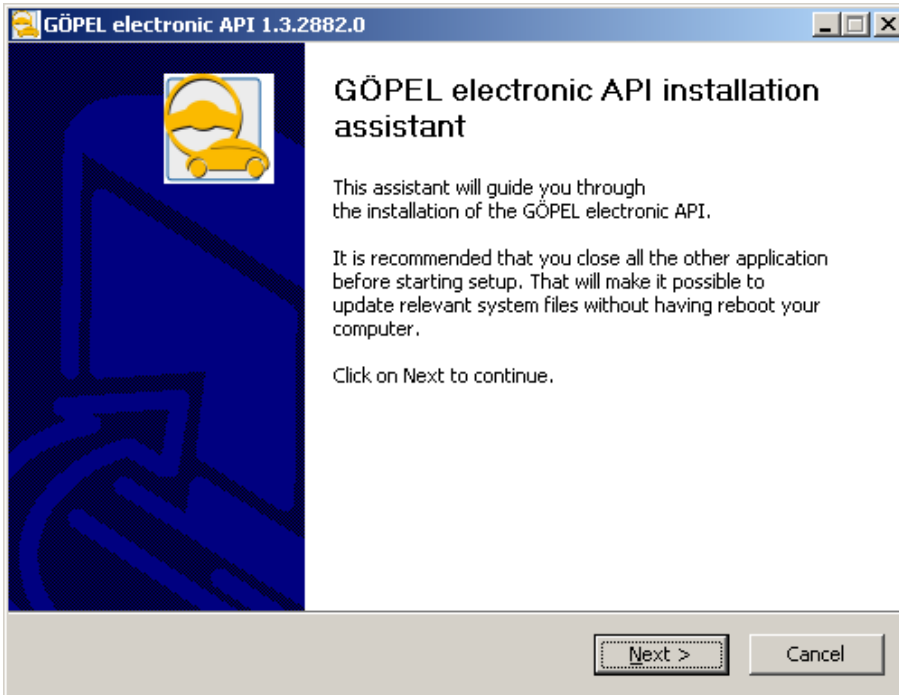 GÖPEL electronic API 1.3.2882.0
GÖPEL electronic API installation
assistant
This assistant will guide you through
the installation of the GÖPEL electronic API.
It is recommended that you close all the other application
before starting setup. That will make it possible to
update relevant system files without having reboot your
computer.
Click on Next to continue.
Next >
Cancel